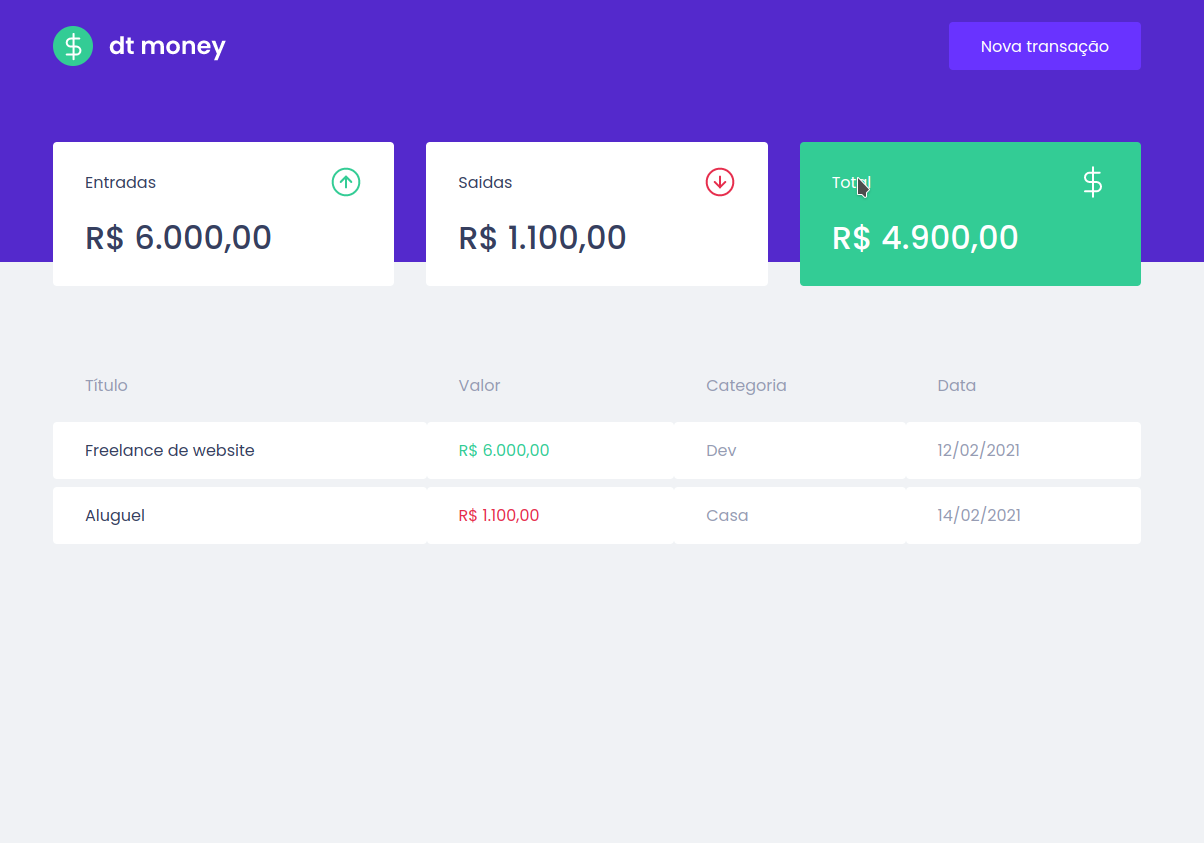 dt money
Nova transação
Entradas
R$ 6.000,00
Saidas
R$ 1.100,00
Total
R$ 4.900,00
Título Valor Categoria Data
Freelance de website R$ 6.000,00 Dev 12/02/2021
Aluguel R$ 1.100,00 Casa 14/02/2021